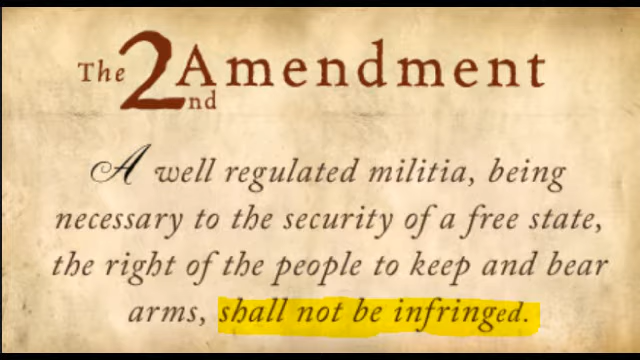 The 2nd Amendment
A well regulated militia, being
necessary to the security of a free state,
the right of the people to keep and bear
arms, shall not be infringed.